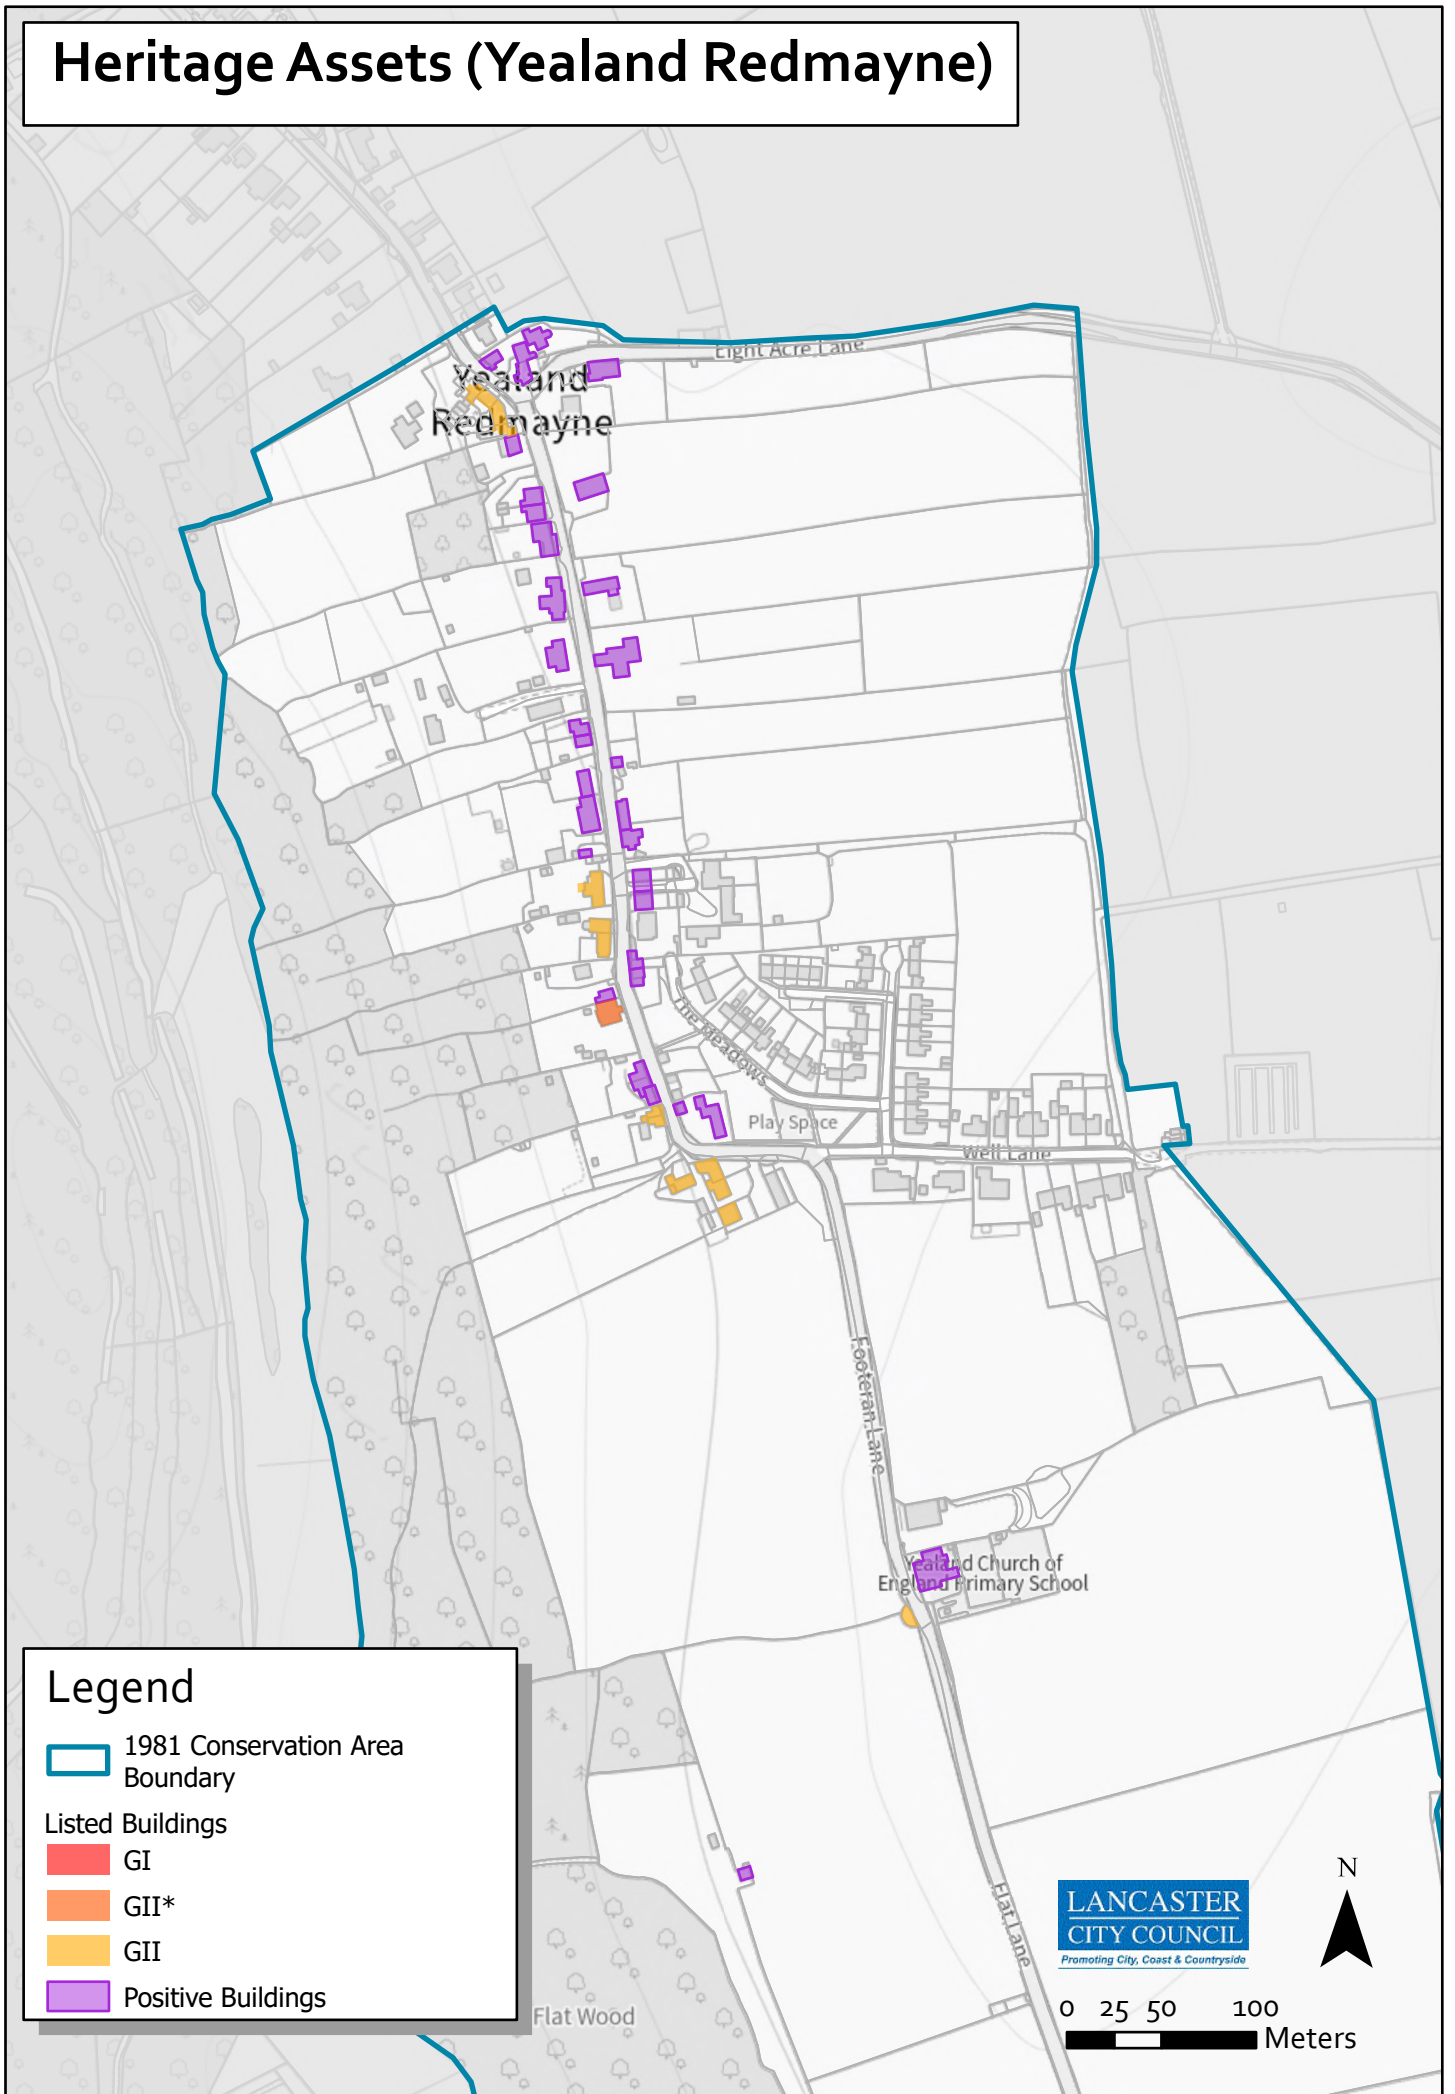 Heritage Assets (Yealand Redmayne)
Eight Acre Lane
Yealand
Redmayne
The Meadows
Play Space
Well Lane
Footeran Lane
Yealand Church of
England Primary School
Flat Lane
Flat Wood
Legend
1981 Conservation Area
Boundary
Listed Buildings
GI
GII*
GII
Positive Buildings
LANCASTER
CITY COUNCIL
Promoting City, Coast & Countryside
N
0 25 50 100
Meters